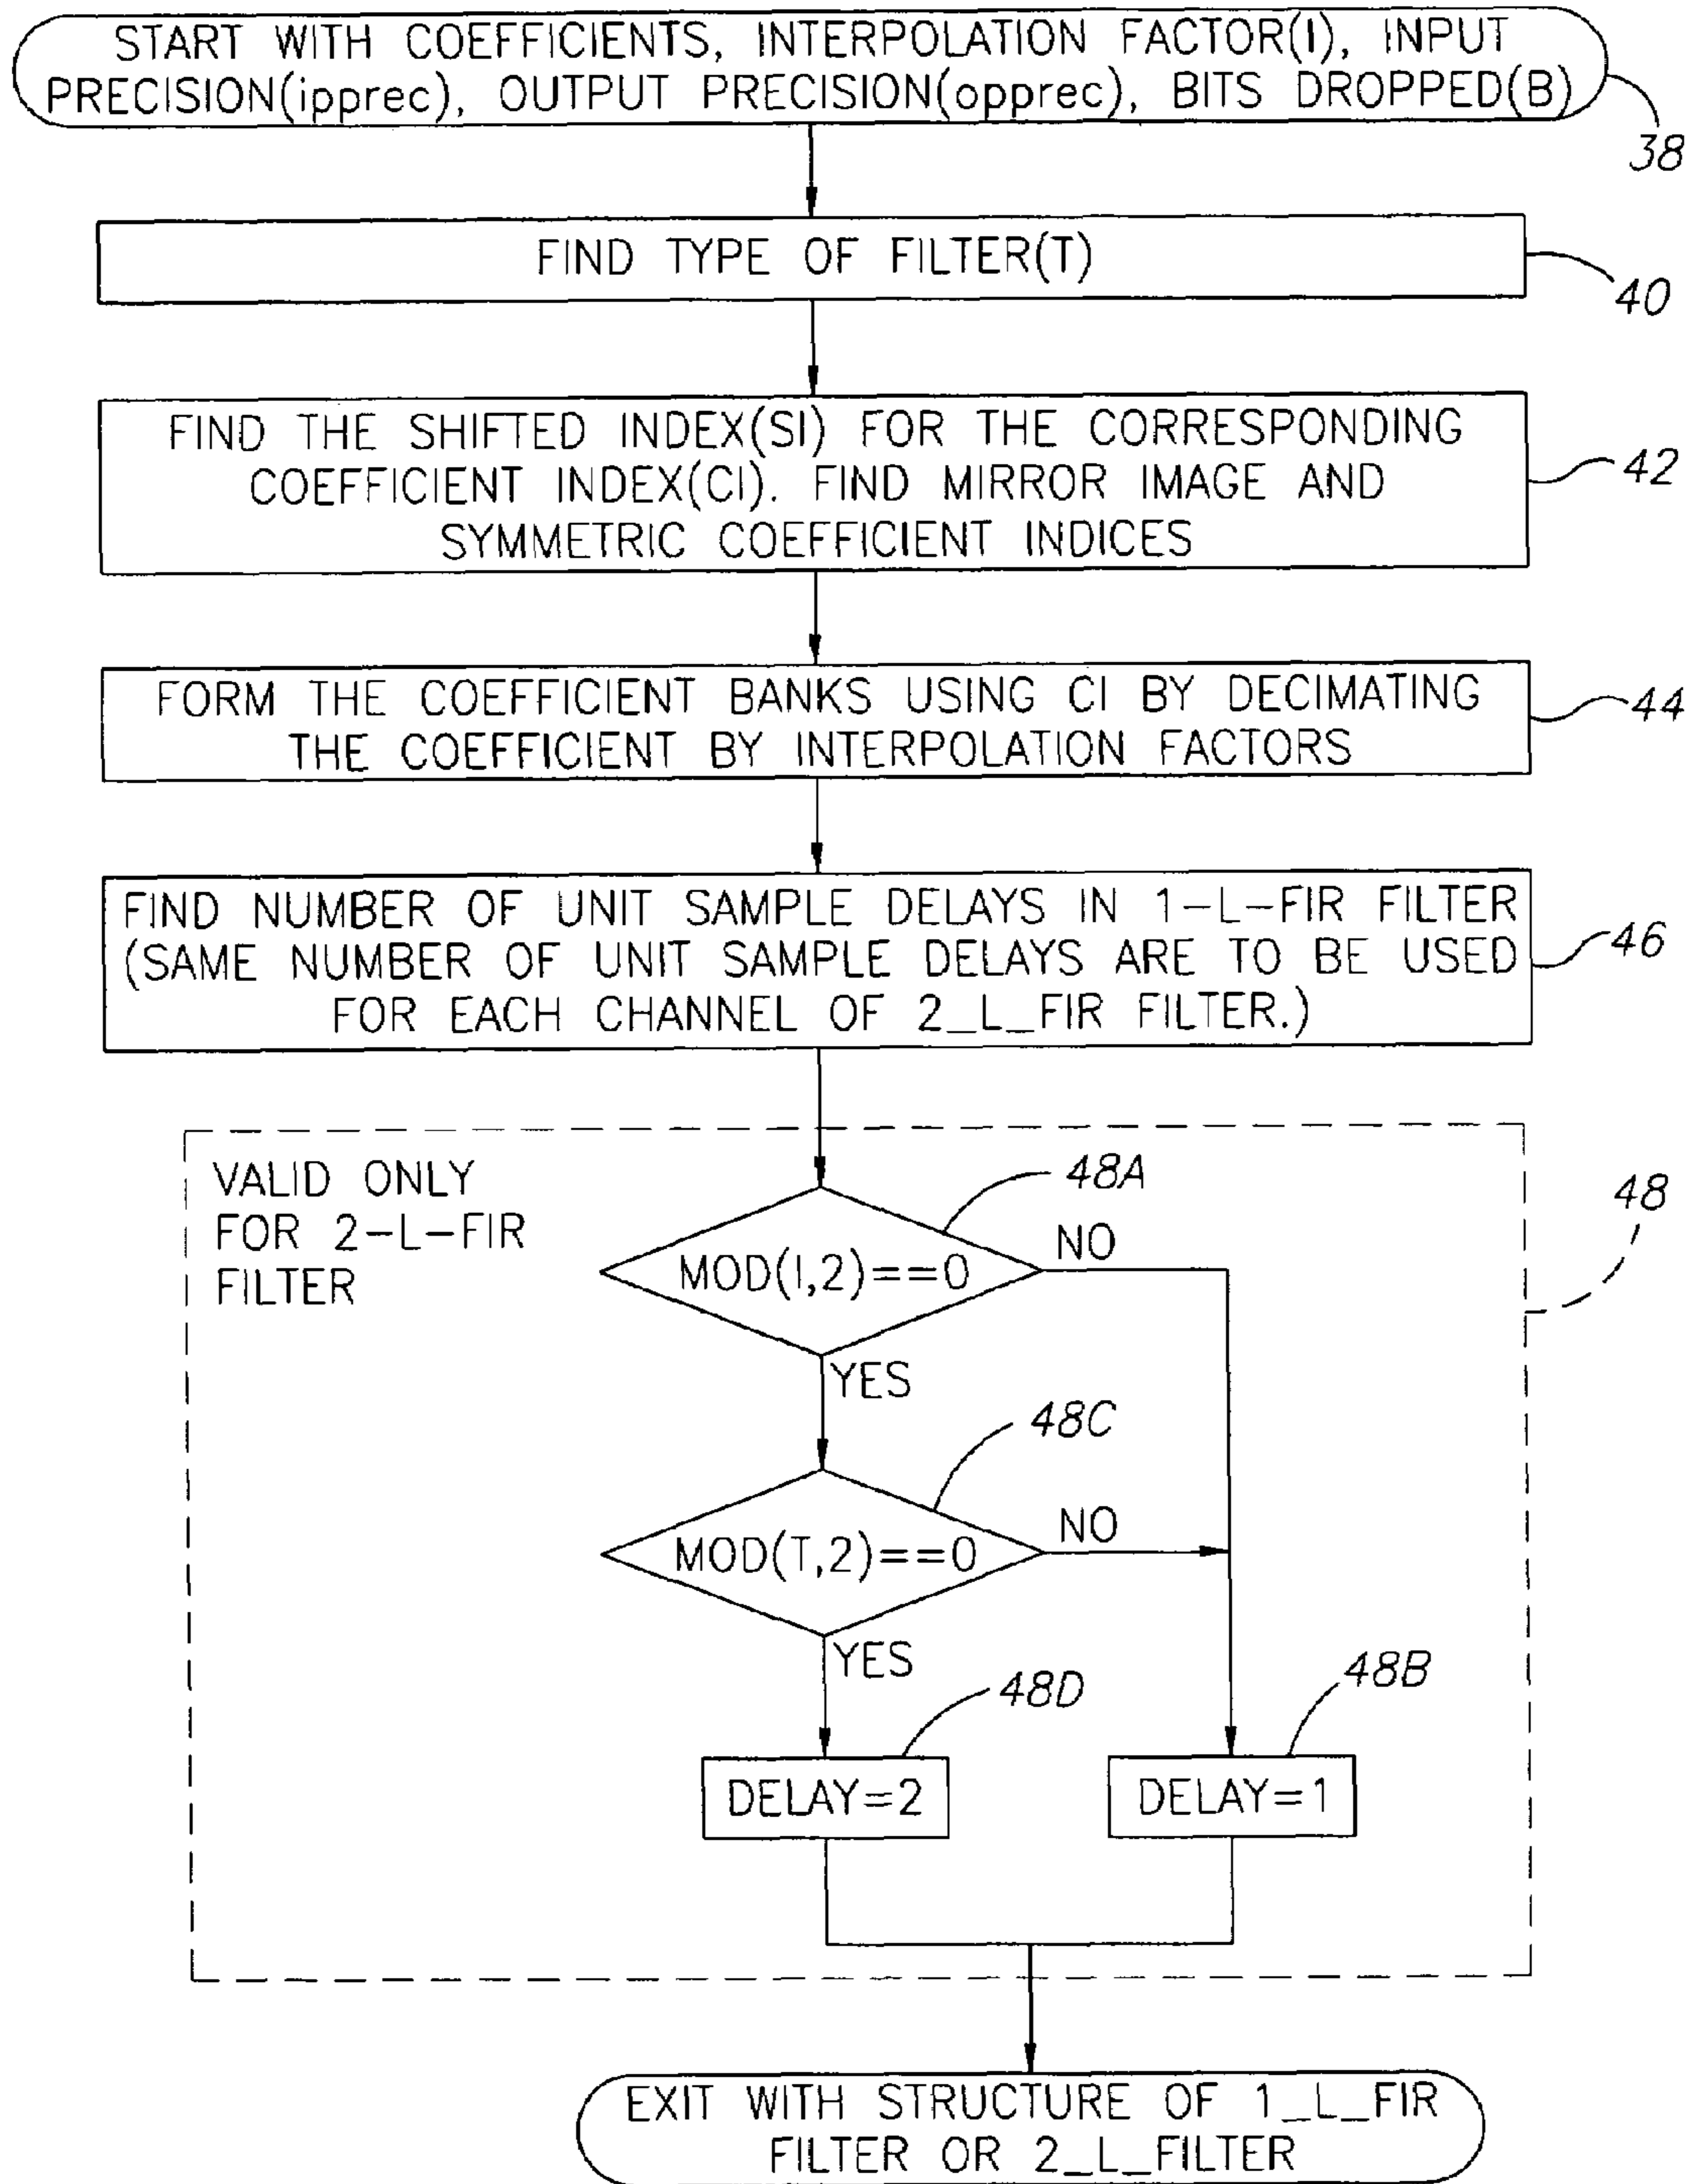 START WITH COEFFICIENTS, INTERPOLATION FACTOR(I), INPUT
PRECISION(ipprec), OUTPUT PRECISION(opprec), BITS DROPPED(B)
38
FIND TYPE OF FILTER(T)
40
FIND THE SHIFTED INDEX(SI) FOR THE CORRESPONDING
COEFFICIENT INDEX(CI). FIND MIRROR IMAGE AND
SYMMETRIC COEFFICIENT INDICES
42
FORM THE COEFFICIENT BANKS USING CI BY DECIMATING
THE COEFFICIENT BY INTERPOLATION FACTORS
44
FIND NUMBER OF UNIT SAMPLE DELAYS IN 1-L-FIR FILTER
(SAME NUMBER OF UNIT SAMPLE DELAYS ARE TO BE USED
FOR EACH CHANNEL OF 2_L_FIR FILTER.)
46
VALID ONLY
FOR 2-L-FIR
FILTER
48A
48
MOD(I,2)==0
NO
YES
48C
MOD(T,2)==0
NO
YES
48D
48B
DELAY=2
DELAY=1
EXIT WITH STRUCTURE OF 1_L_FIR
FILTER OR 2_L_FILTER